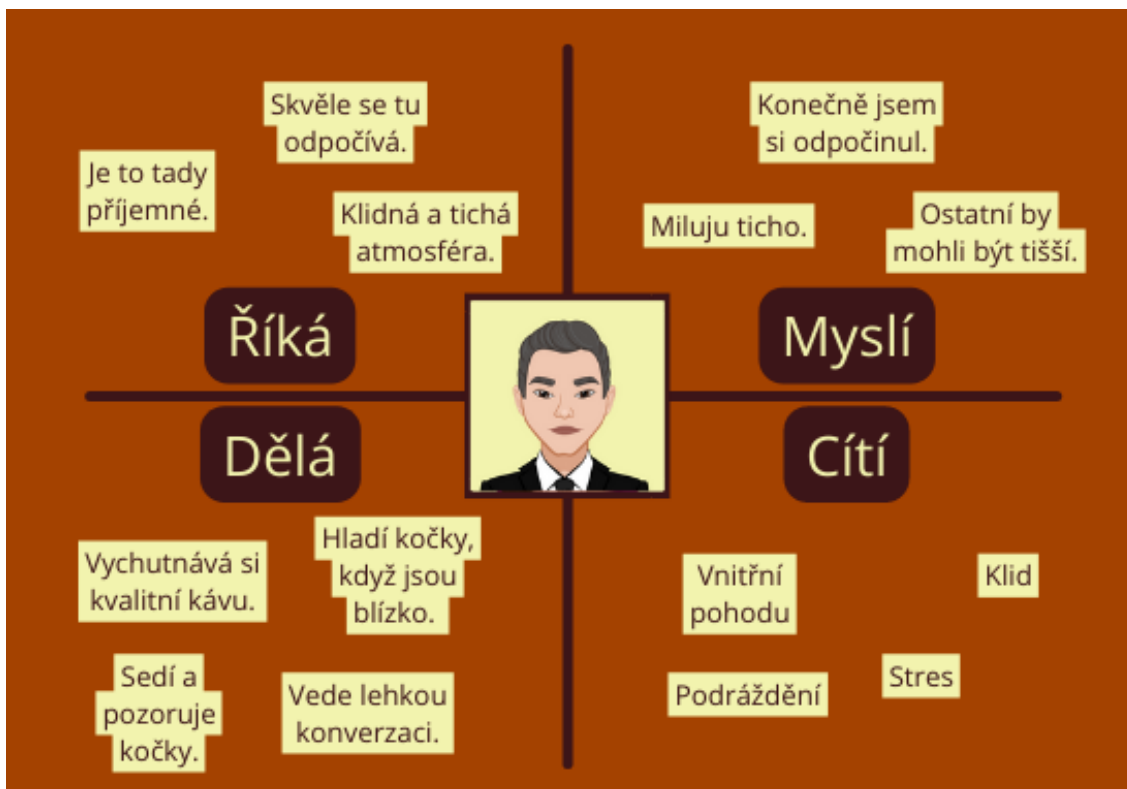 Skvěle se tu
odpočívá.
Je to tady
příjemné.
Klidná a tichá
atmosféra.
Říká
Konečně jsem
si odpočinul.
Miluju ticho.
Ostatní by
mohli být tišší.
Myslí
Dělá
Vychutnává si
kvalitní kávu.
Hladí kočky,
když jsou
blízko.
Sedí a
pozoruje
kočky.
Vede lehkou
konverzaci.
Cítí
Vnitřní
pohodu
Klid
Podráždění
Stres